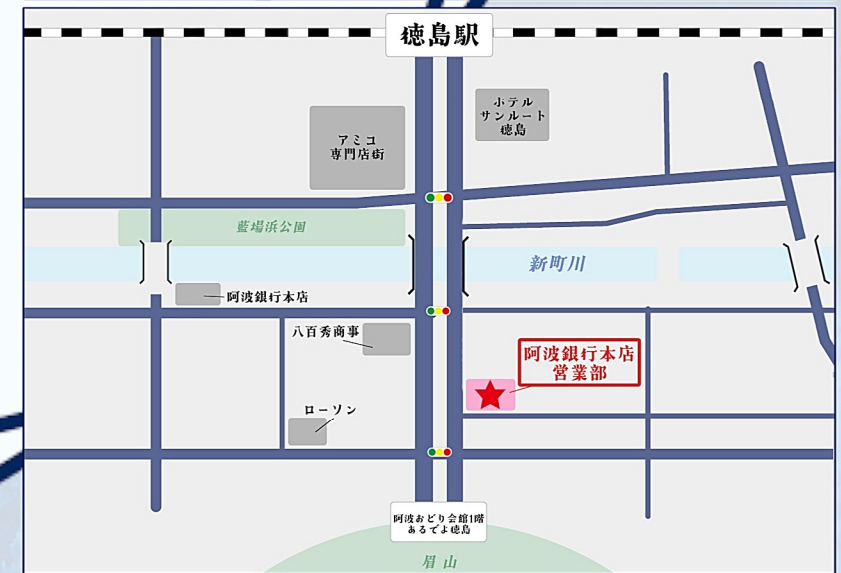 徳島駅
ホテル
サンルート
徳島
アミコ
専門店街
藍場浜公園
新町川
阿波銀行本店
八百秀商事
阿波銀行本店
営業部
ローソン
阿波おどり会館1階
あるでよ徳島
眉山